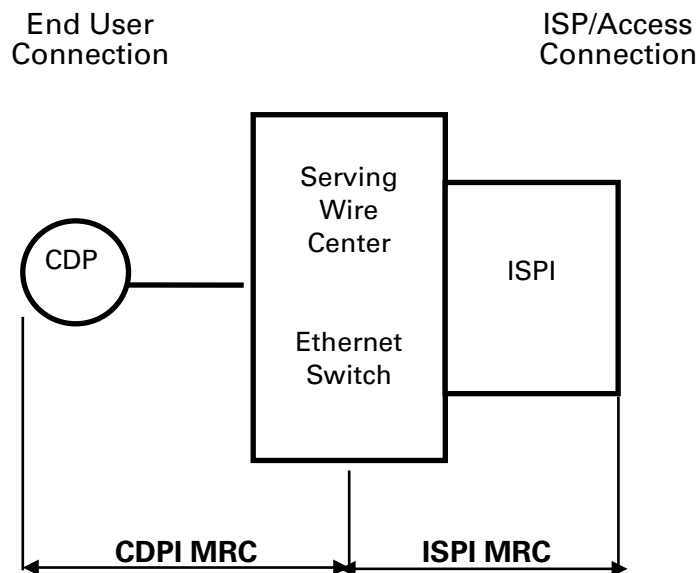 End User
Connection
ISP/Access
Connection
Serving
Wire
Center
CDP
ISPI
Ethernet
Switch
CDPI MRC
ISPI MRC